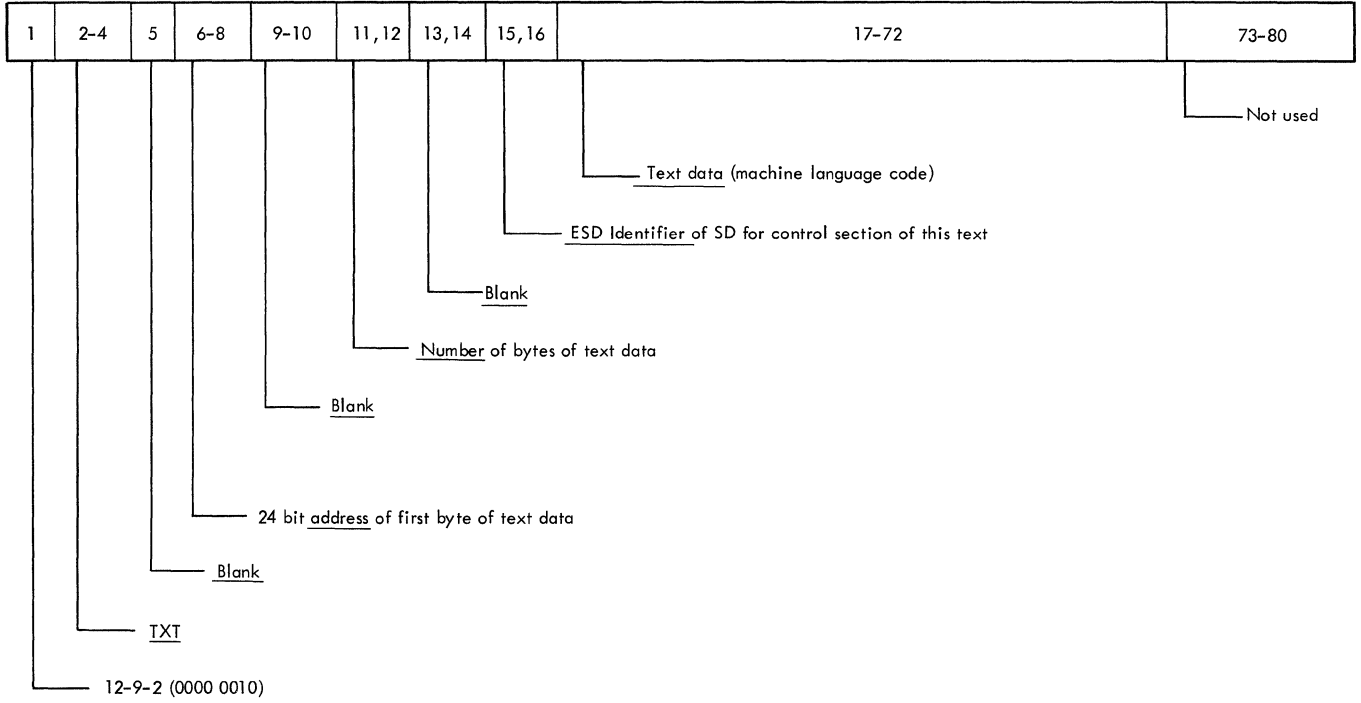 1 2-4 5 6-8 9-10 11,12 13,14 15,16 17-72 73-80
Not used
Text data (machine language code)
ESD Identifier of SD for control section of this text
Blank
Number of bytes of text data
Blank
24 bit address of first byte of text data
Blank
TXT
12-9-2 (0000 0010)